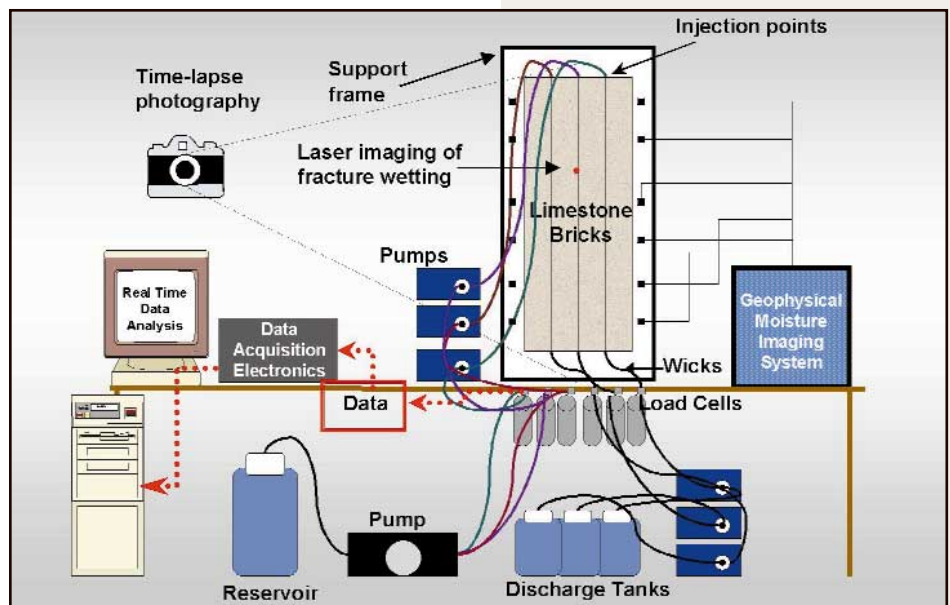 Injection points
Time-lapse
photography
Support
frame
Laser imaging of
fracture wetting
Limestone
Bricks
Pumps
Real Time
Data
Analysis
Data
Acquisition
Electronics
Geophysical
Moisture
Imaging
System
Wicks
Data
Load Cells
Pump
Reservoir
Discharge Tanks